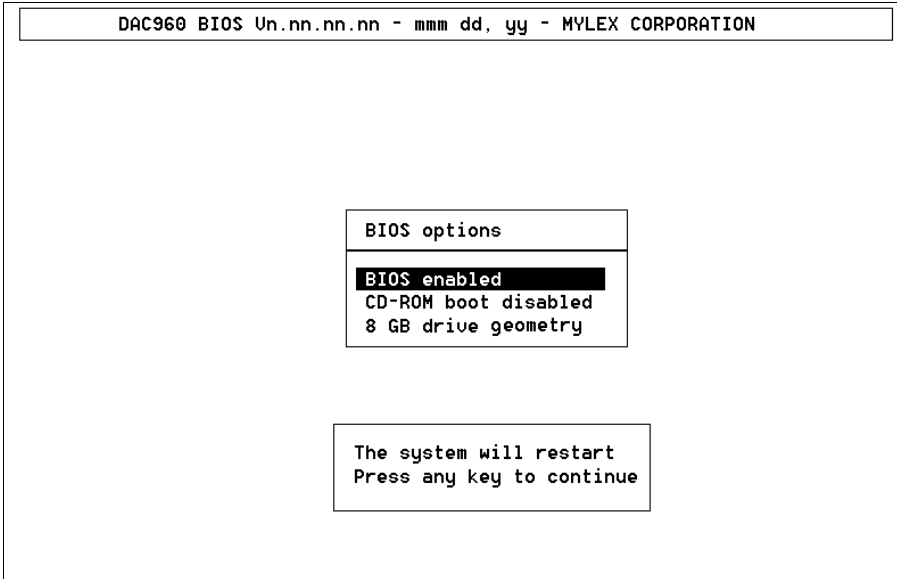 DAC960 BIOS Vn.nn.nn.nn - mmm dd, yy - MYLEX CORPORATION
BIOS options
BIOS enabled
CD-ROM boot disabled
8 GB drive geometry
The system will restart
Press any key to continue